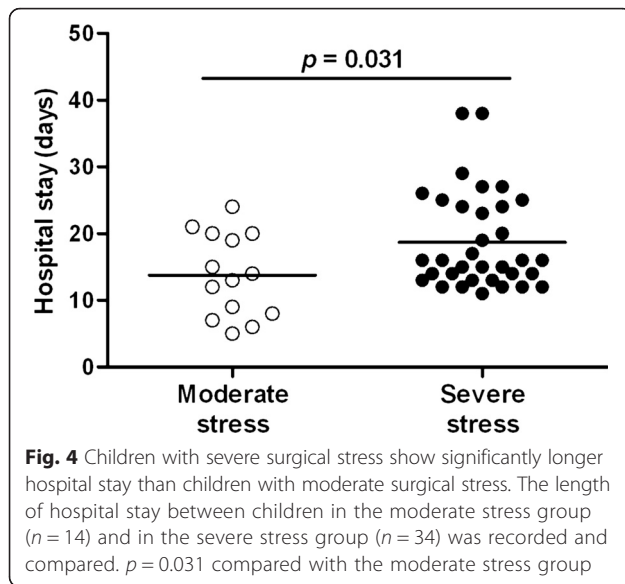 50
p = 0.031
40
30
20
10
0
Hospital stay (days)
Moderate
stress
Severe
stress
Fig. 4 Children with severe surgical stress show significantly longer
hospital stay than children with moderate surgical stress. The length
of hospital stay between children in the moderate stress group
(n = 14) and in the severe stress group (n = 34) was recorded and
compared. p = 0.031 compared with the moderate stress group